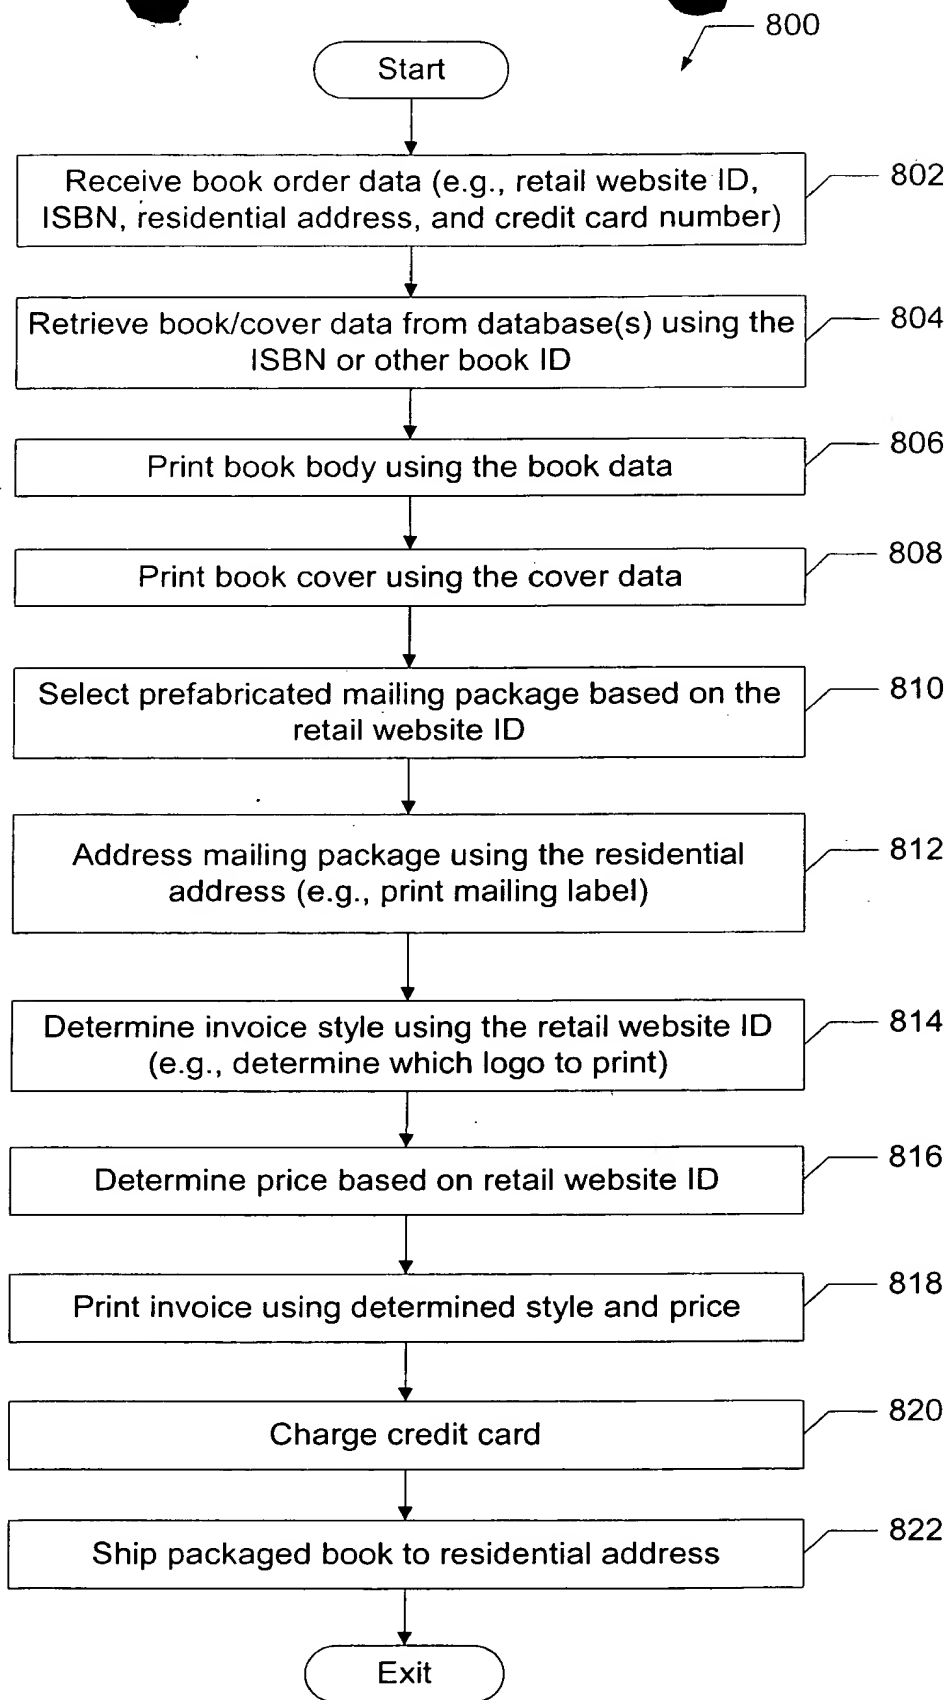 800
Start
Receive book order data (e.g., retail website ID,
ISBN, residential address, and credit card number)
802
Retrieve book/cover data from database(s) using the
ISBN or other book ID
804
Print book body using the book data
806
Print book cover using the cover data
808
Select prefabricated mailing package based on the
retail website ID
810
Address mailing package using the residential
address (e.g., print mailing label)
812
Determine invoice style using the retail website ID
(e.g., determine which logo to print)
814
Determine price based on retail website ID
816
Print invoice using determined style and price
818
Charge credit card
820
Ship packaged book to residential address
822
Exit